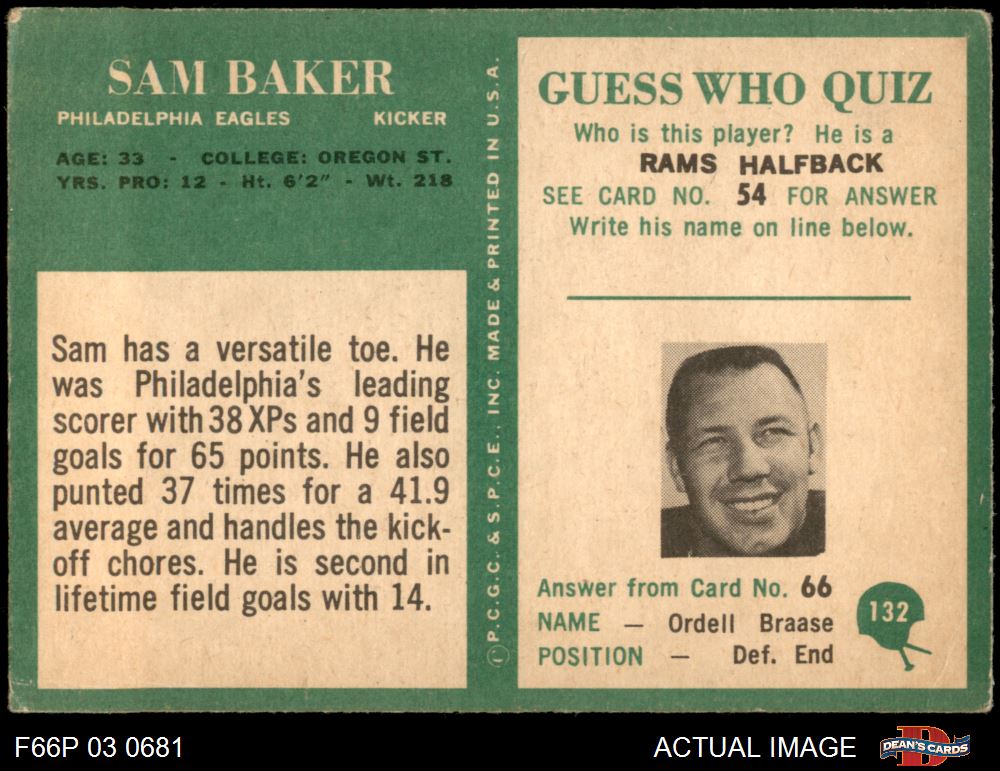 SAM BAKER
PHILADELPHIA EAGLES KICKER
AGE: 33 - COLLEGE: OREGON ST.
YRS. PRO: 12 - Ht. 6'2" - Wt. 218
Sam has a versatile toe. He
was Philadelphia's leading
scorer with 38 XPs and 9 field
goals for 65 points. He also
punted 37 times for a 41.9
average and handles the kick-
off chores. He is second in
lifetime field goals with 14.
© P.C.G.C. & S.P.C.E., INC. MADE & PRINTED IN U.S.A.
GUESS WHO QUIZ
Who is this player? He is a
RAMS HALFBACK
SEE CARD NO. 54 FOR ANSWER
Write his name on line below.
Answer from Card No. 66
NAME — Ordell Braase
POSITION — Def. End
132
F66P 03 0681
ACTUAL IMAGE
DEAN'S CARDS